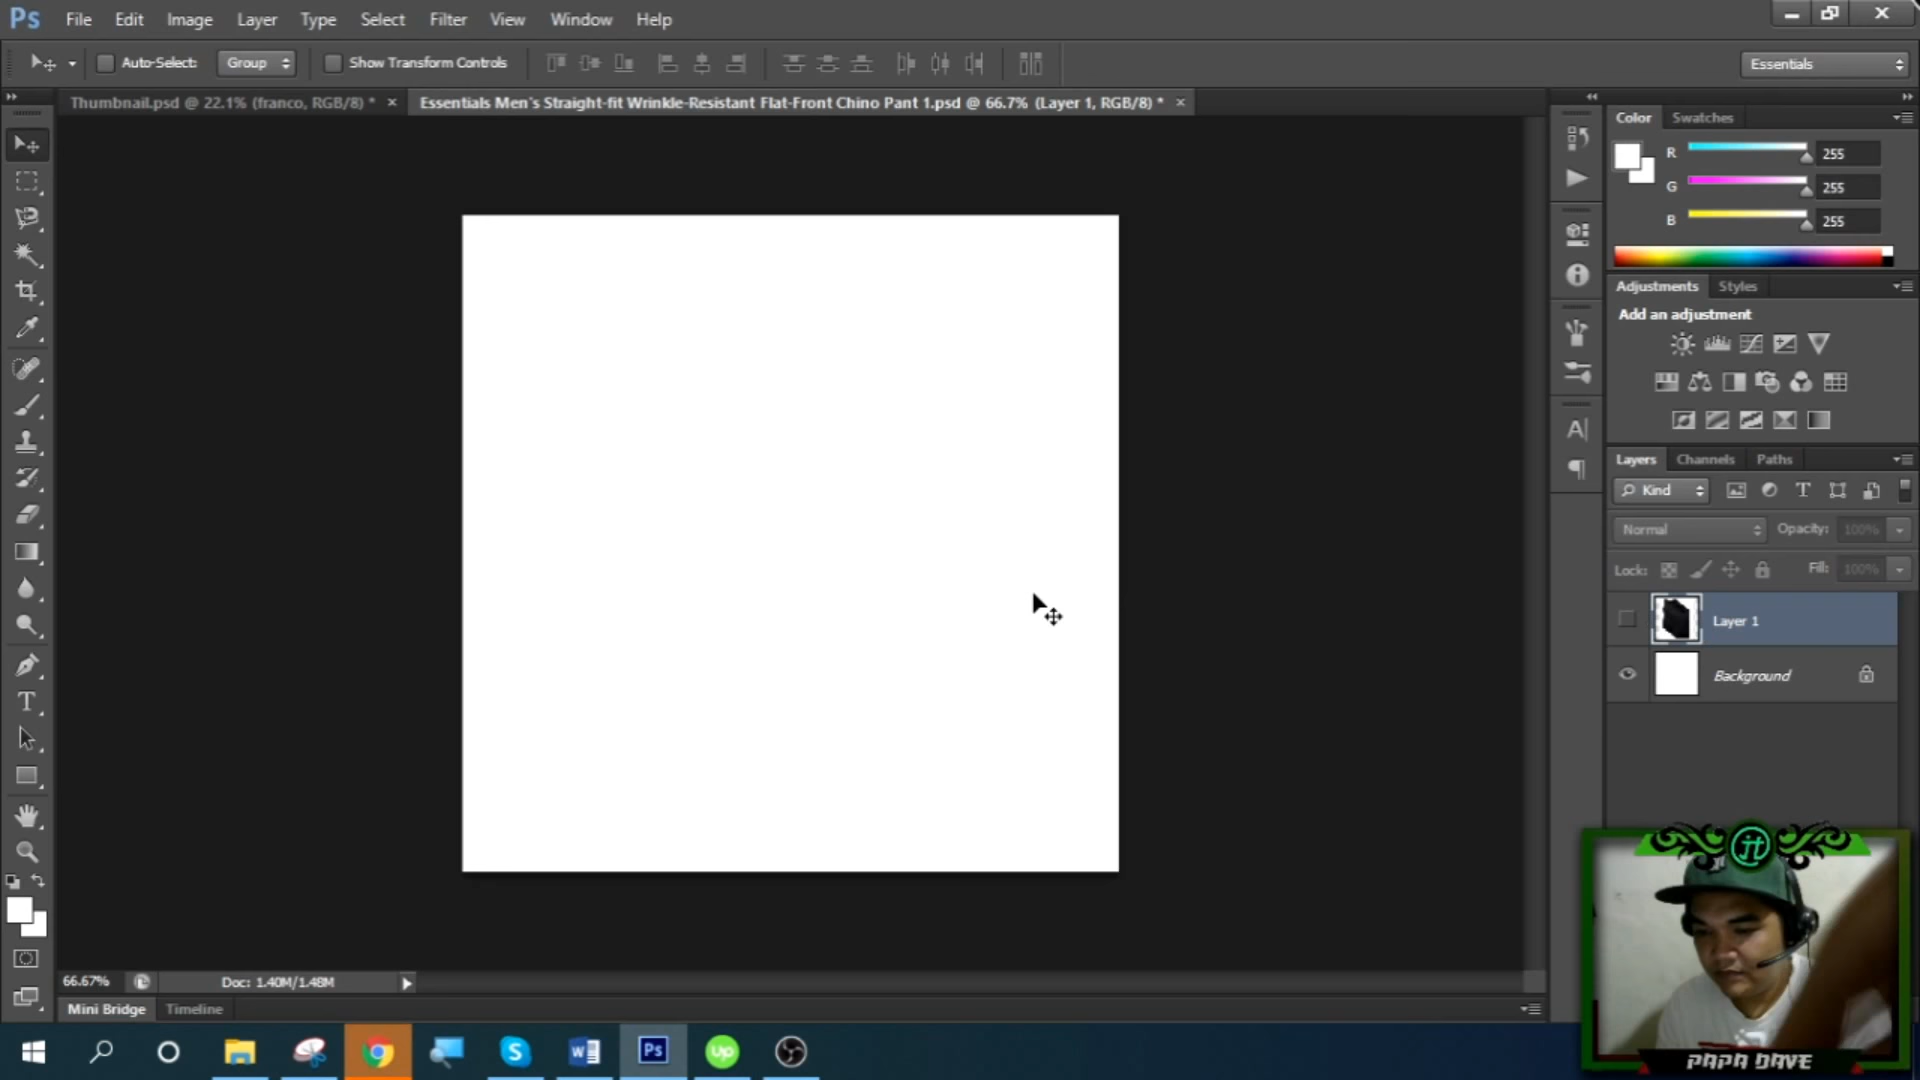 Ps File Edit Image Layer Type Select Filter View Window Help
Auto-Select: Group Show Transform Controls Essentials
Thumbnail.psd @ 22.1% (franco, RGB/8) * × Essentials Men's Straight-fit Wrinkle-Resistant Flat-Front Chino Pant 1.psd @ 66.7% (Layer 1, RGB/8) * ×
Color Swatches
R 255
G 255
B 255
Adjustments Styles
Add an adjustment
Layers Channels Paths
Kind
Normal Opacity: 100%
Lock: Fill: 100%
Layer 1
Background
66.67% Doc: 1.40M/1.48M
Mini Bridge Timeline
jt
PAPA DAVE